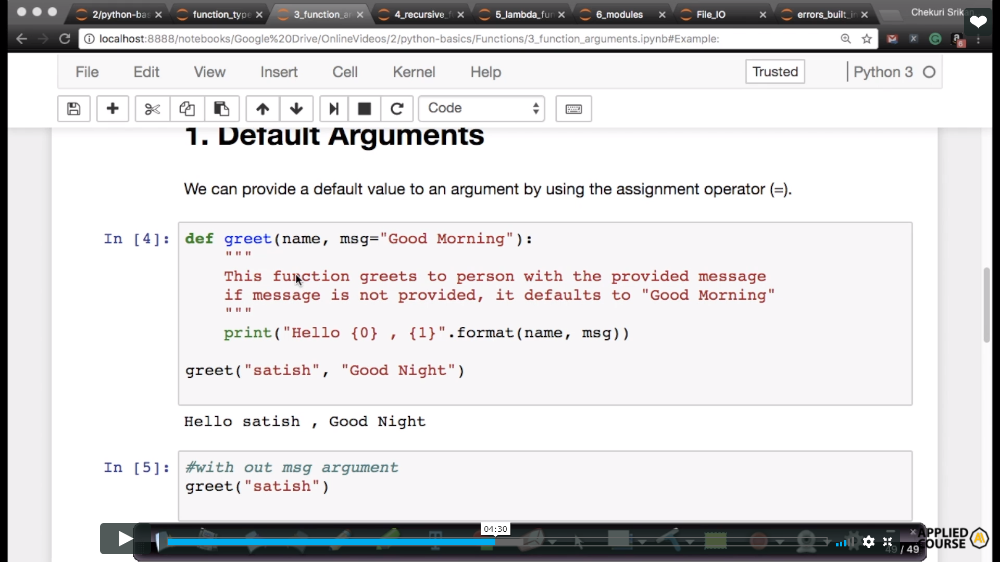 2/python-bas
function_type
3_function_ar
4_recursive_f
5_lambda_fun
6_modules
File_IO
errors_built_in
Chekuri Srikan
localhost:8888/notebooks/Google%20Drive/OnlineVideos/2/python-basics/Functions/3_function_arguments.ipynb#Example:
6
File Edit View Insert Cell Kernel Help
Trusted
Python 3
Code
1. Default Arguments
We can provide a default value to an argument by using the assignment operator (=).
In [4]:
def greet(name, msg="Good Morning"):
"""
This function greets to person with the provided message
if message is not provided, it defaults to "Good Morning"
"""
print("Hello {0} , {1}".format(name, msg))
greet("satish", "Good Night")
Hello satish , Good Night
In [5]:
#with out msg argument
greet("satish")
04:30
APPLIED
COURSE
49 / 49